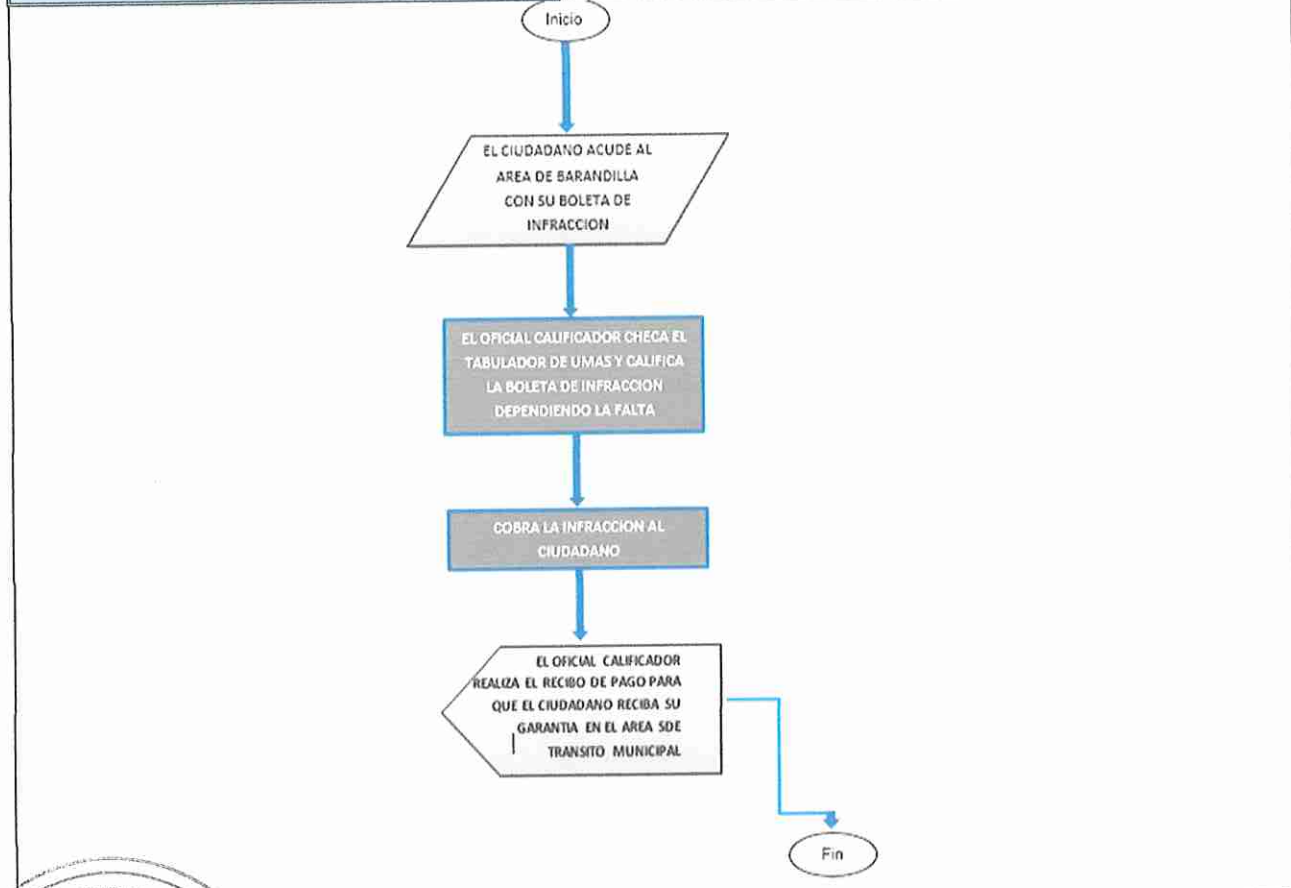 Inicio
EL CIUDADANO ACUDE AL
AREA DE BARANDILLA
CON SU BOLETA DE
INFRACCION
EL OFICIAL CALIFICADOR CHECA EL
TABULADOR DE UMAS Y CALIFICA
LA BOLETA DE INFRACCION
DEPENDIENDO LA FALTA
COBRA LA INFRACCION AL
CIUDADANO
EL OFICIAL CALIFICADOR
REALIZA EL RECIBO DE PAGO PARA
QUE EL CIUDADANO RECIBA SU
GARANTIA EN EL AREA SDE
TRANSITO MUNICIPAL
Fin